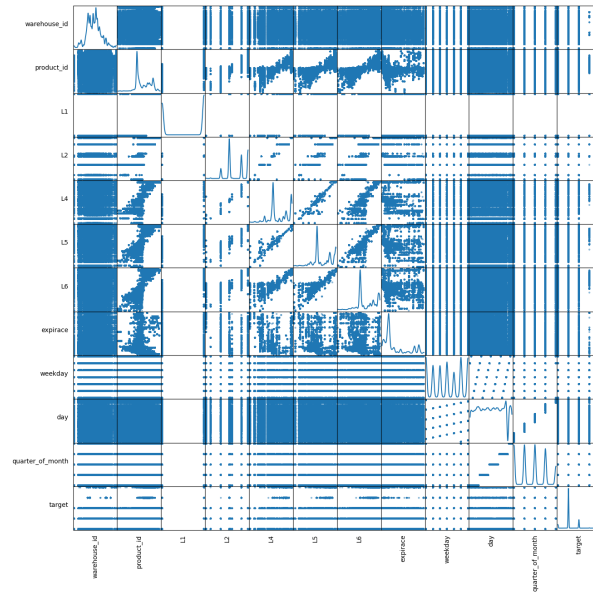 warehouse_id
product_id
L1
L2
L4
L5
L6
expirace
weekday
day
quarter_of_month
target
warehouse_id
product_id
L1
L2
L4
L5
L6
expirace
weekday
day
quarter_of_month
target